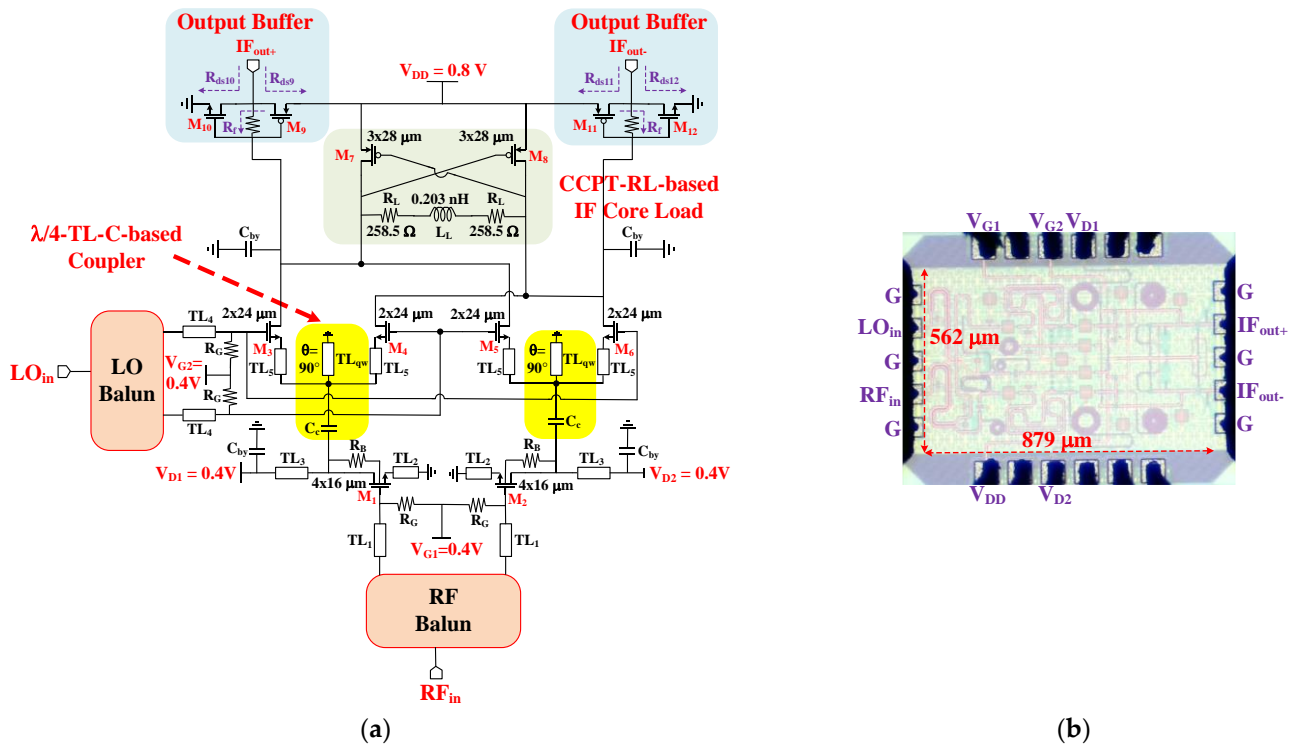 Output Buffer
IFout+
Rds10
Rds9
M10
Rf
M9
VDD = 0.8 V
Output Buffer
IFout-
Rds11
Rds12
M11
Rf
M12
3x28 μm
3x28 μm
M7
M8
RL
0.203 nH
RL
258.5 Ω
LL
258.5 Ω
CCPT-RL-based
IF Core Load
Cby
Cby
λ/4-TL-C-based
Coupler
LOin
LO
Balun
TL4
RG
VG2=
0.4V
RG
TL4
2x24 μm
M3
TL5
θ=
90°
TLqw
2x24 μm
M4
TL5
2x24 μm
M5
TL5
θ=
90°
TLqw
2x24 μm
M6
TL5
Cc
Cc
Cby
VD1 = 0.4V
TL3
RB
TL2
4x16 μm
M1
RG
TL2
RB
TL3
Cby
VD2 = 0.4V
4x16 μm
M2
RG
TL1
VG1=0.4V
TL1
RF
Balun
RFin
(a)
VG1
VG2
VD1
G
LOin
G
RFin
G
562 μm
879 μm
G
IFout+
G
IFout-
G
VDD
VD2
(b)